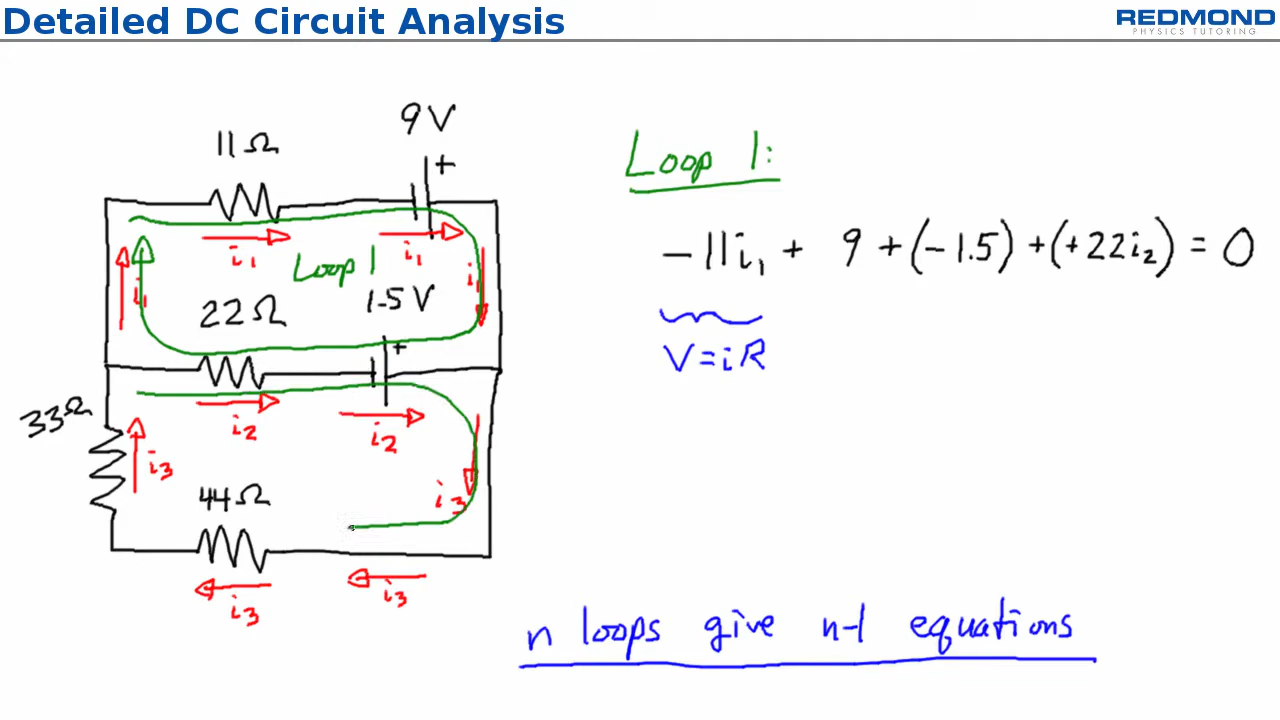 Detailed DC Circuit Analysis
REDMOND
PHYSICS TUTORING
9V
11Ω
+
i₁
i₁
Loop 1
i₁
i₁
22Ω
1.5V
+
33Ω
i₂
i₂
i₃
44Ω
i₃
i₃
i₃
Loop 1:
-11i₁ + 9 + (-1.5) + (+22i₂) = 0
V=iR
n loops give n-1 equations